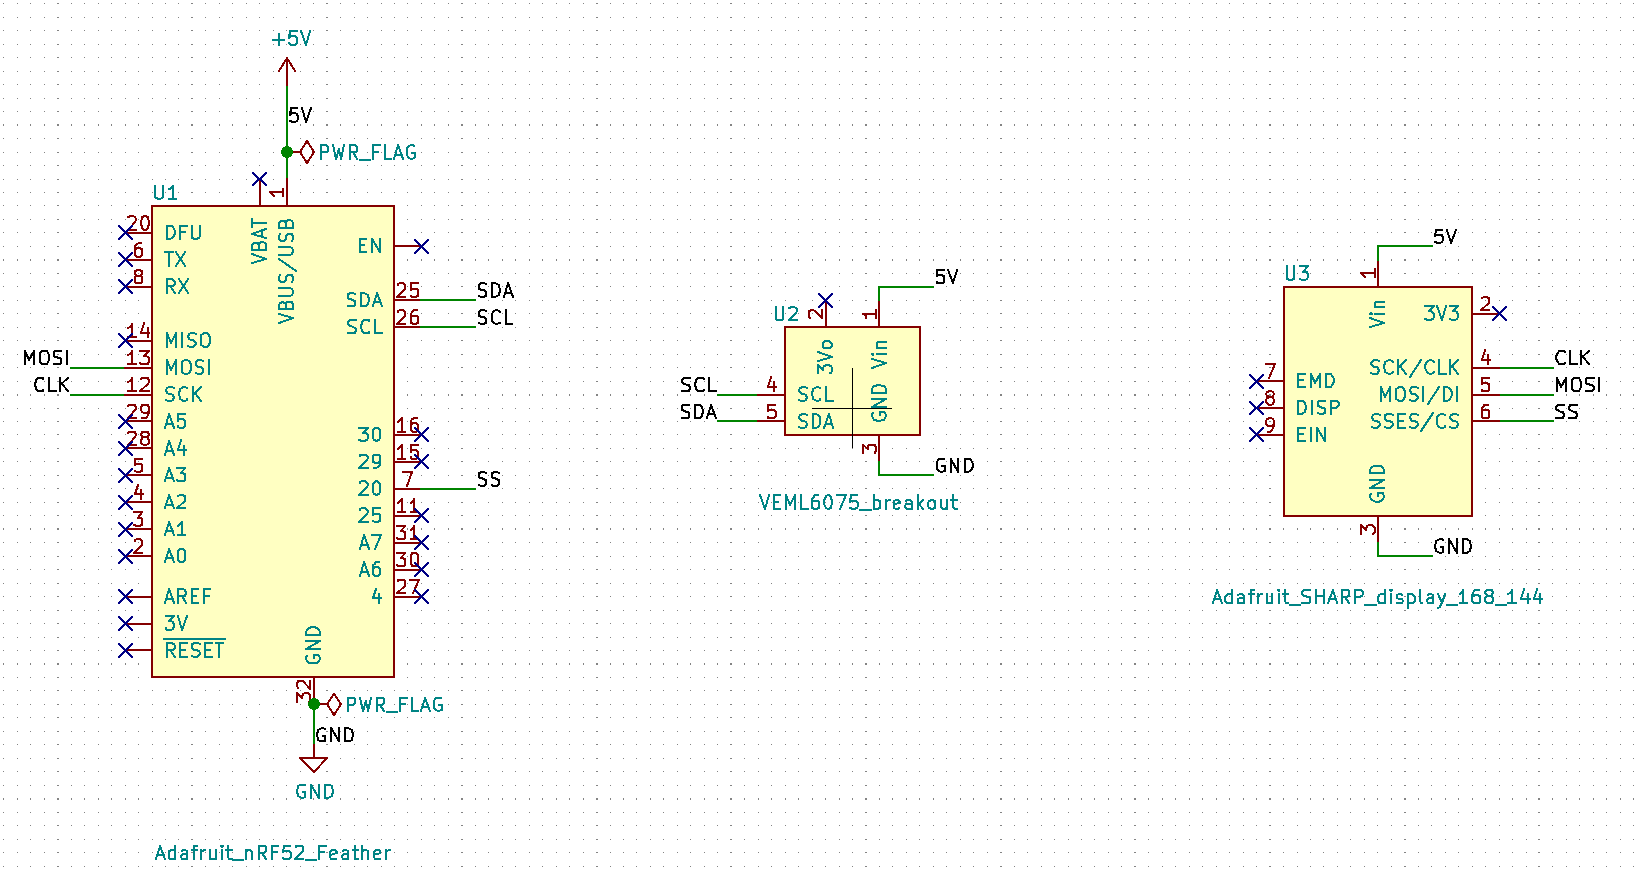 +5V
5V
PWR_FLAG
U1
1
VBAT
VBUS/USB
20 DFU
6 TX
8 RX
14 MISO
MOSI 13 MOSI
CLK 12 SCK
29 A5
28 A4
5 A3
4 A2
3 A1
2 A0
AREF
3V
RESET
EN
SDA 25 SDA
SCL 26 SCL
30 16
29 15
20 7 SS
25 11
A7 31
A6 30
4 27
GND
32
PWR_FLAG
GND
GND
Adafruit_nRF52_Feather
5V
U2
2
1
3Vo
Vin
SCL 4 SCL
SDA 5 SDA
GND
3
GND
VEML6075_breakout
5V
U3
1
Vin
3V3 2
SCK/CLK 4 CLK
MOSI/DI 5 MOSI
SSES/CS 6 SS
7 EMD
8 DISP
9 EIN
GND
3
GND
Adafruit_SHARP_display_168_144